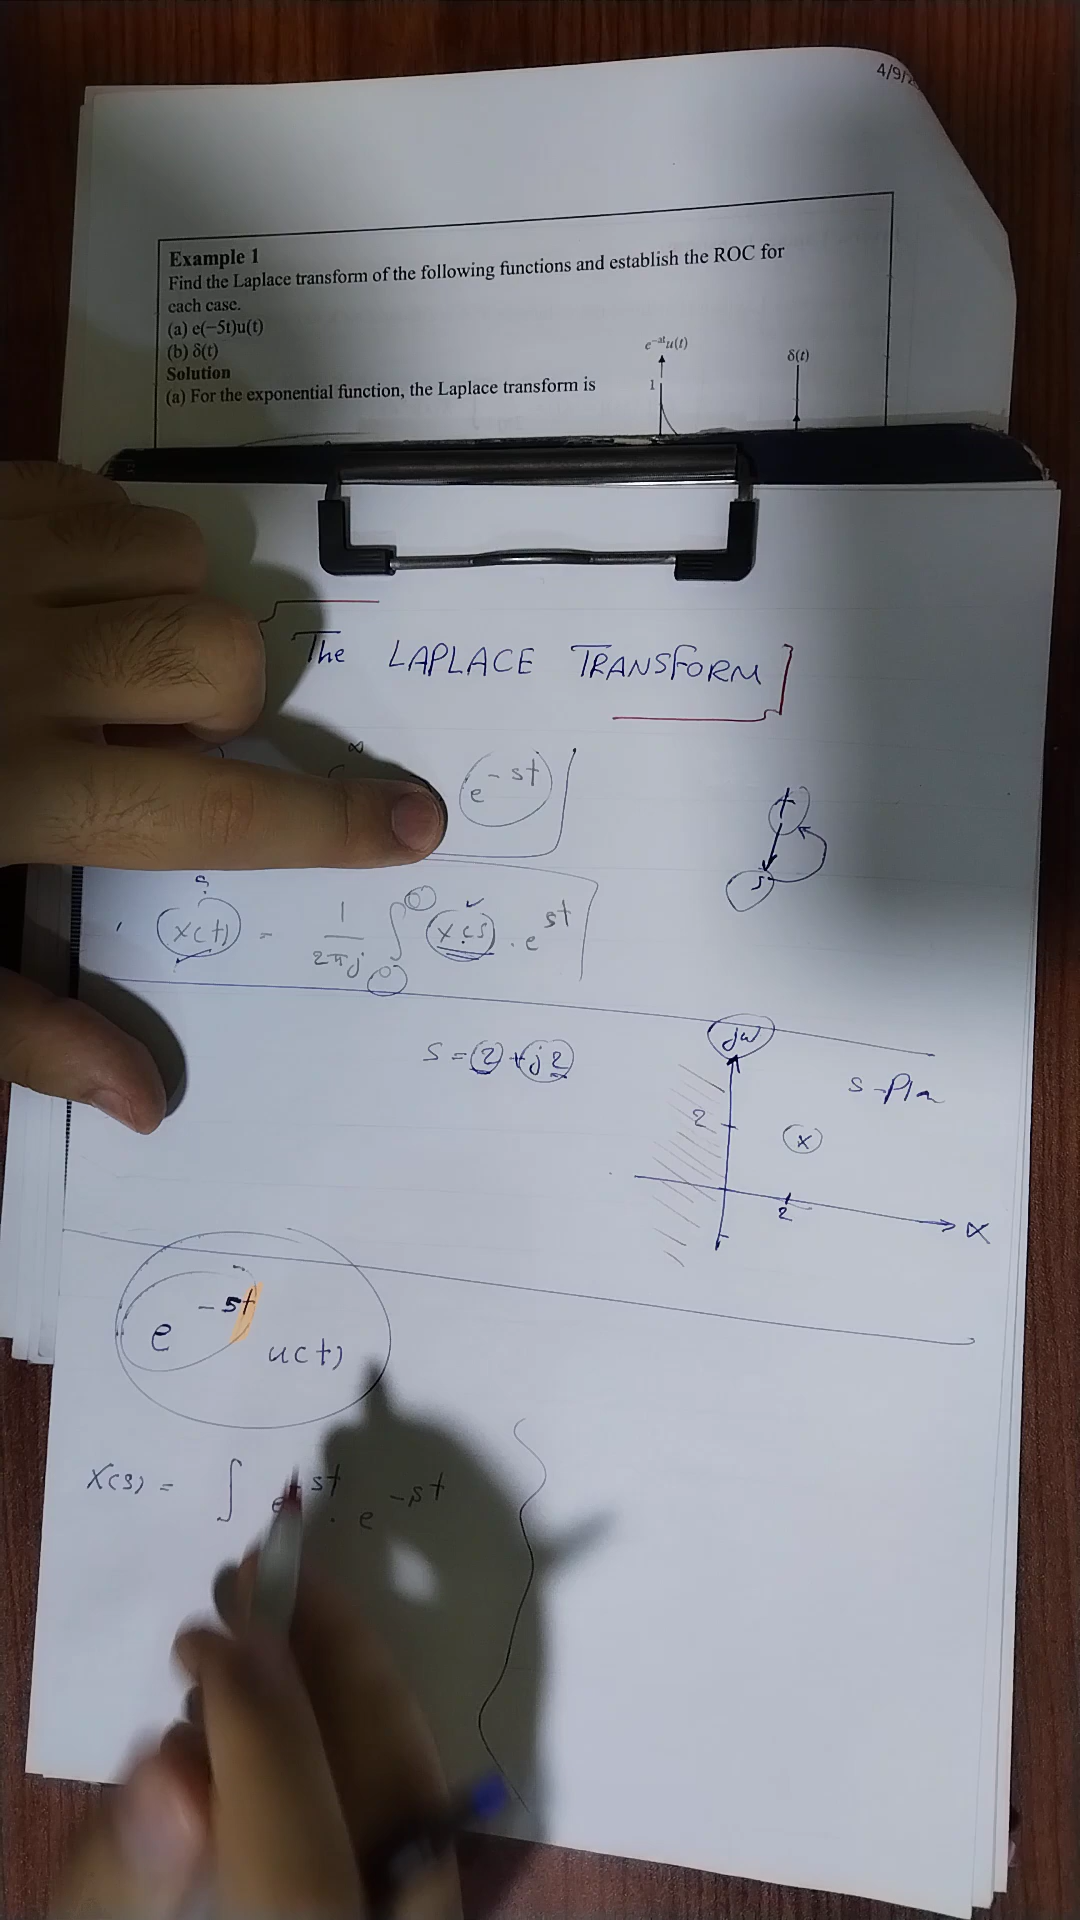 4/9/
Example 1
Find the Laplace transform of the following functions and establish the ROC for
each case.
(a) e(−5t)u(t)
(b) δ(t)
Solution
(a) For the exponential function, the Laplace transform is
e^-at u(t)
δ(t)
1
The LAPLACE TRANSFORM
∞
e^-st
t
s
?
x(t) = 1/2πj ∫ x(s) . e^st
s = 2 + j2
jω
s-Plan
2
x
2
α
e^-5t u(t)
X(s) = ∫ e^-5t . e^-st